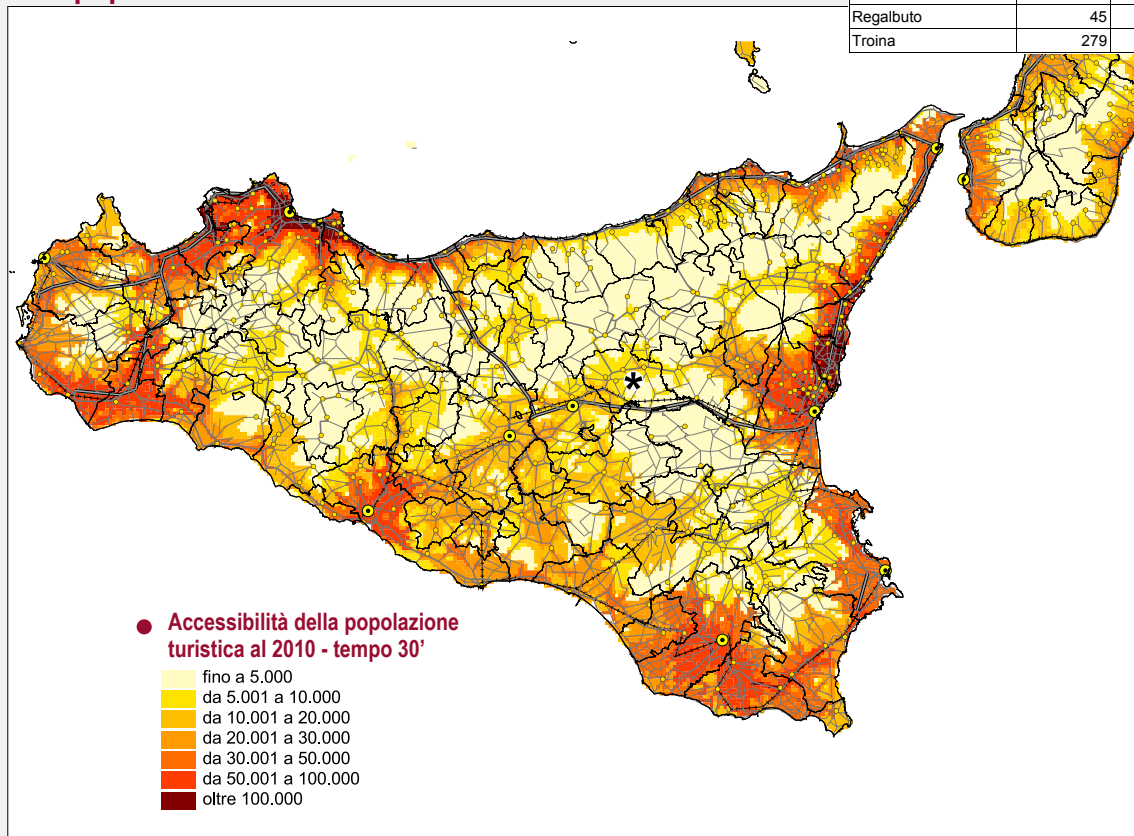 Regalbuto 45
Troina 279
*
Accessibilità della popolazione
turistica al 2010 - tempo 30’
fino a 5.000
da 5.001 a 10.000
da 10.001 a 20.000
da 20.001 a 30.000
da 30.001 a 50.000
da 50.001 a 100.000
oltre 100.000